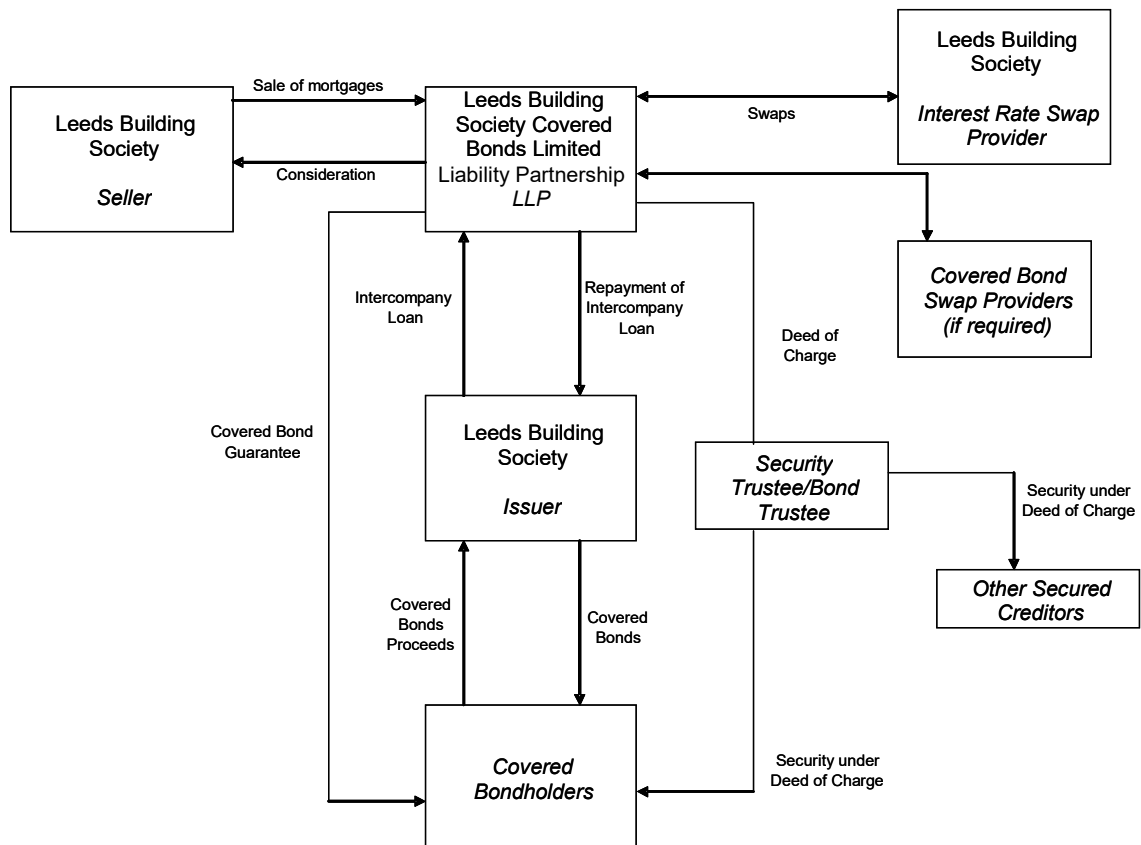 Leeds Building
Society
Interest Rate Swap
Provider
Sale of mortgages
Leeds Building
Society Covered
Bonds Limited
Liability Partnership
LLP
Swaps
Leeds Building
Society
Seller
Consideration
Covered Bond
Swap Providers
(if required)
Intercompany
Loan
Repayment of
Intercompany
Loan
Deed of
Charge
Covered Bond
Guarantee
Leeds Building
Society
Issuer
Security
Trustee/Bond
Trustee
Security under
Deed of Charge
Other Secured
Creditors
Covered
Bonds
Proceeds
Covered
Bonds
Covered
Bondholders
Security under
Deed of Charge